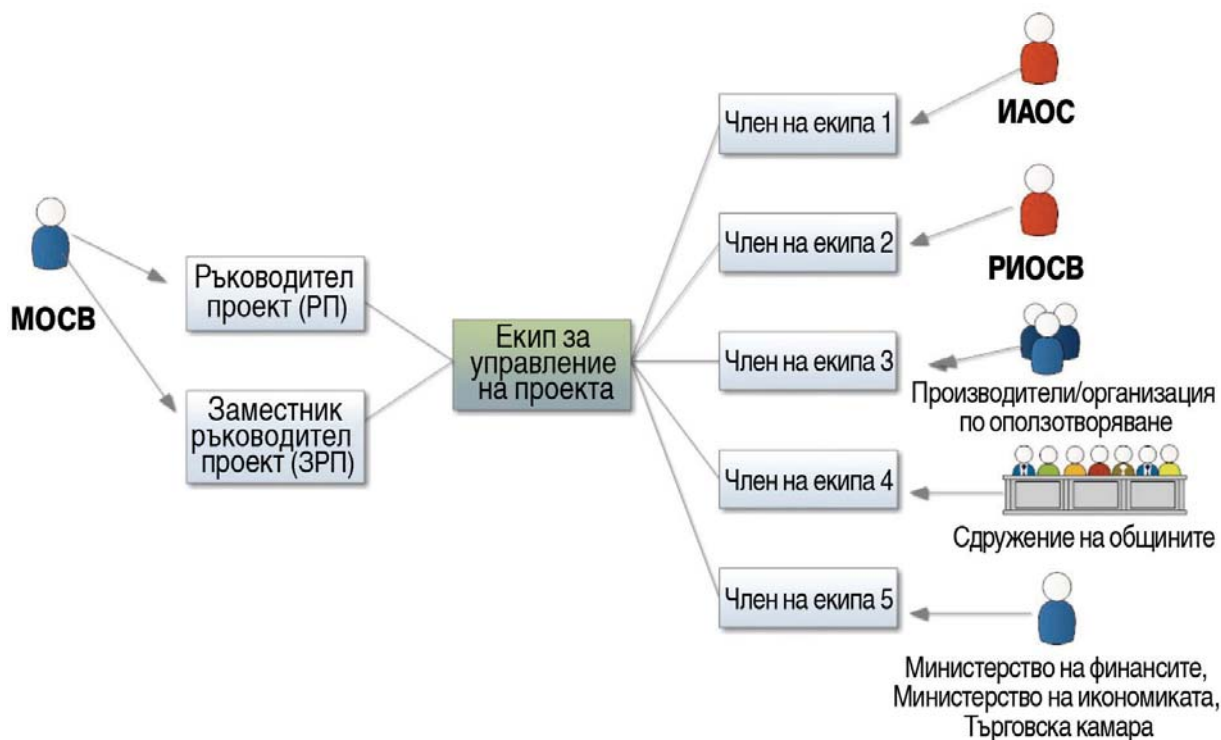 МОСВ
Ръководител
проект (РП)
Заместник
ръководител
проект (ЗРП)
Екип за
управление
на проекта
Член на екипа 1
Член на екипа 2
Член на екипа 3
Член на екипа 4
Член на екипа 5
ИАОС
РИОСВ
Производители/организация
по оползотворяване
Сдружение на общините
Министерство на финансите,
Министерство на икономиката,
Търговска камара